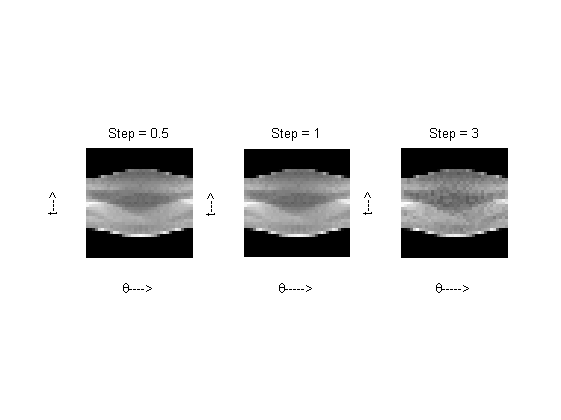 Step = 0.5
Step = 1
Step = 3
t--->
t--->
t--->
θ---->
θ----->
θ----->